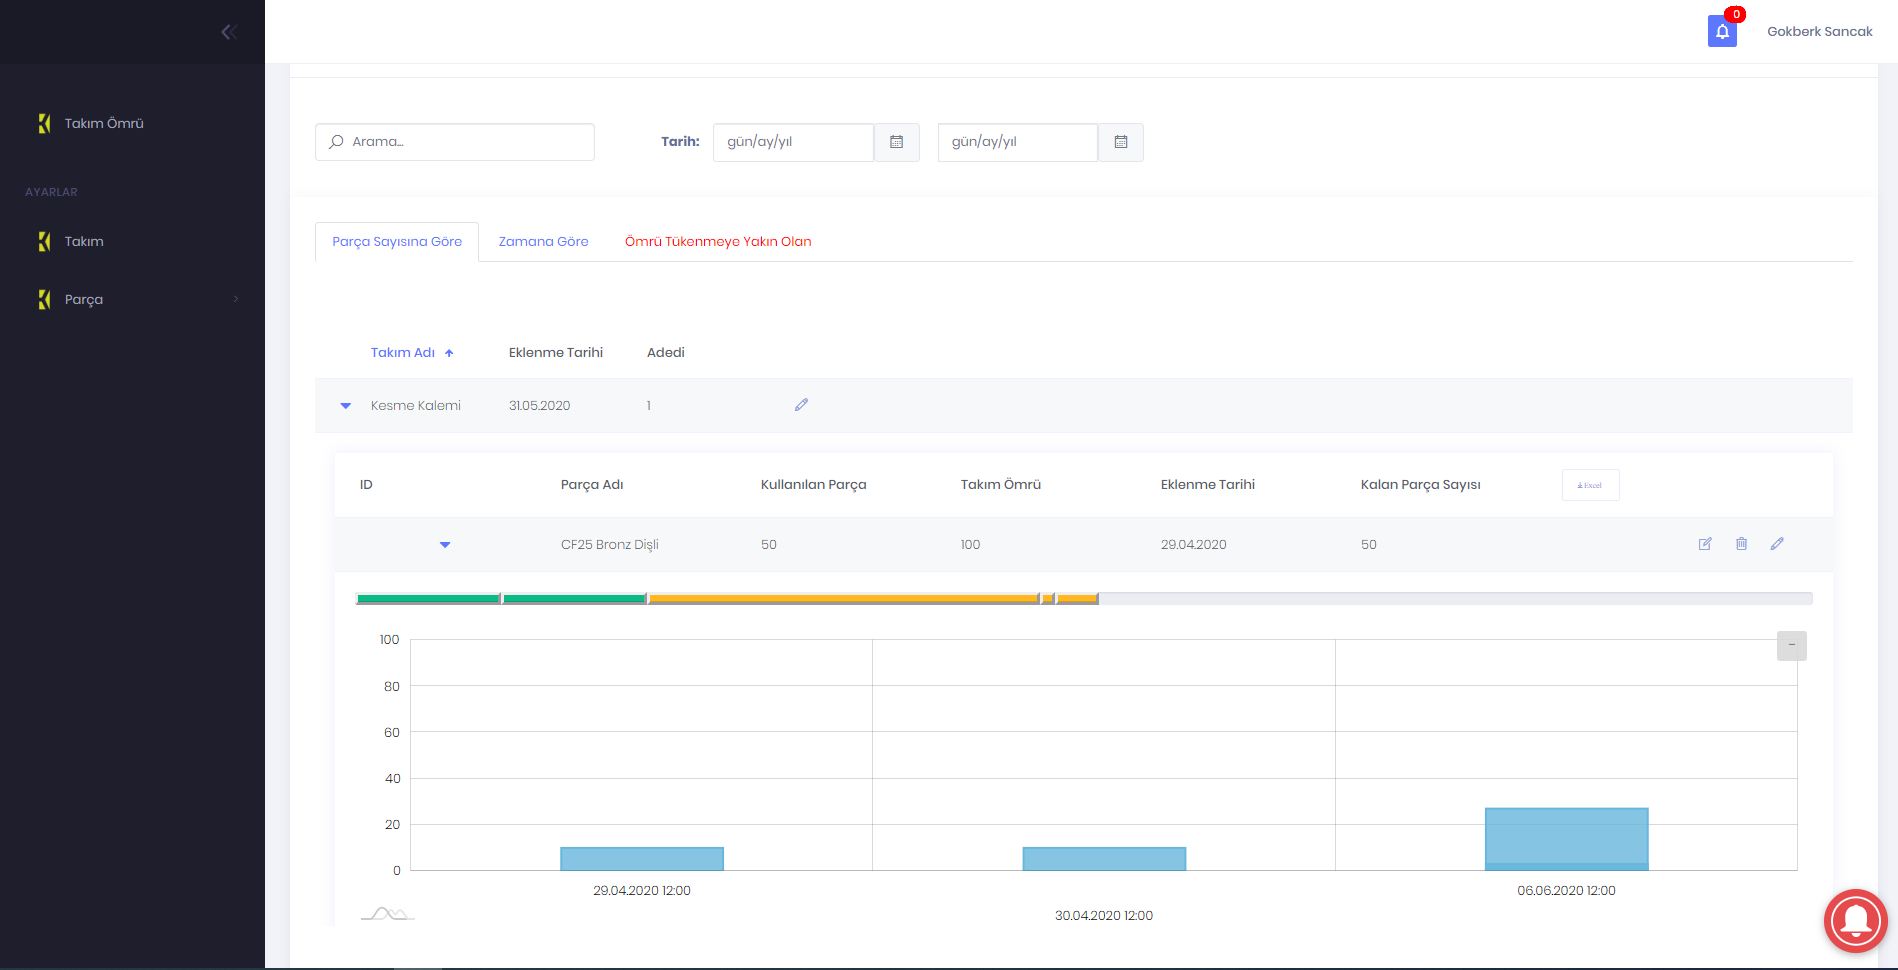 0
Gokberk Sancak
Takım Ömrü
AYARLAR
Takım
Parça
Arama...
Tarih: gün/ay/yıl gün/ay/yıl
Parça Sayısına Göre Zamana Göre Ömrü Tükenmeye Yakın Olan
Takım Adı Eklenme Tarihi Adedi
Kesme Kalemi 31.05.2020 1
ID Parça Adı Kullanılan Parça Takım Ömrü Eklenme Tarihi Kalan Parça Sayısı Excel
CF25 Bronz Dişli 50 100 29.04.2020 50
100
80
60
40
20
0
29.04.2020 12:00
30.04.2020 12:00
06.06.2020 12:00